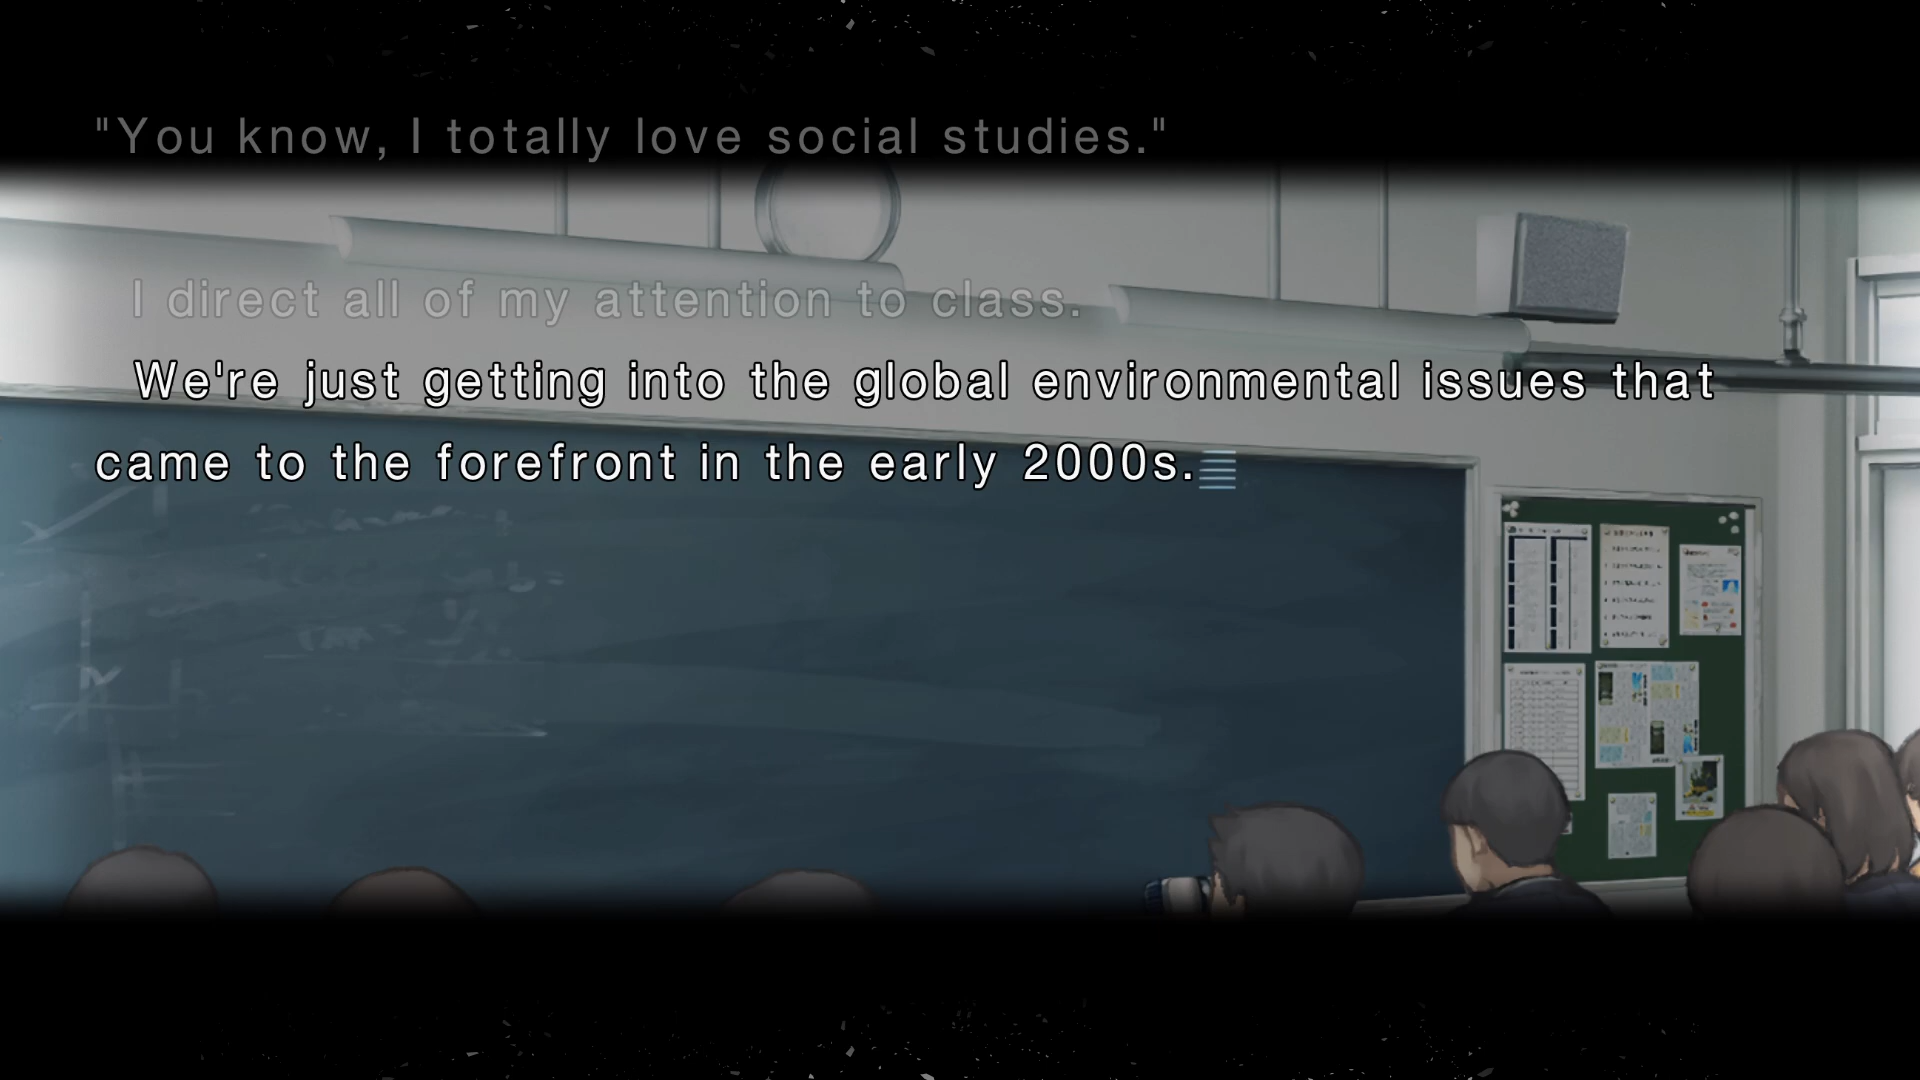 "You know, I totally love social studies."
I direct all of my attention to class.
We're just getting into the global environmental issues that
came to the forefront in the early 2000s.